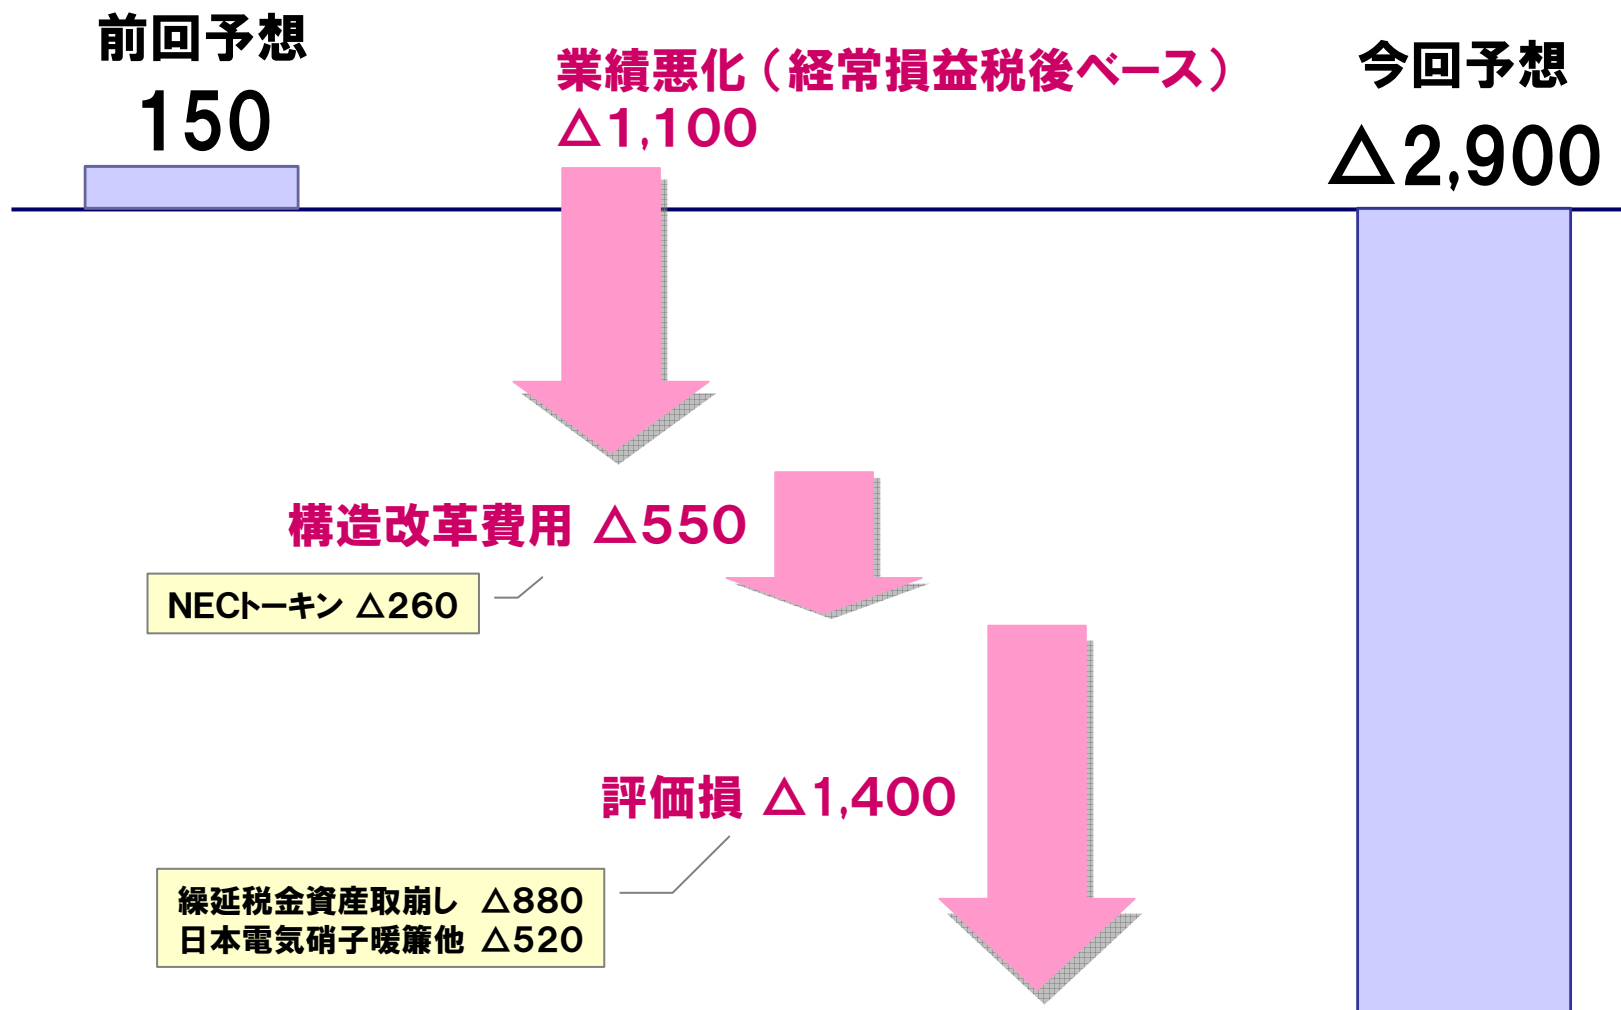 前回予想
150
業績悪化（経常損益税後ベース）
△1,100
今回予想
△2,900
構造改革費用 △550
NECトーキン △260
評価損 △1,400
繰延税金資産取崩し △880
日本電気硝子暖簾他 △520